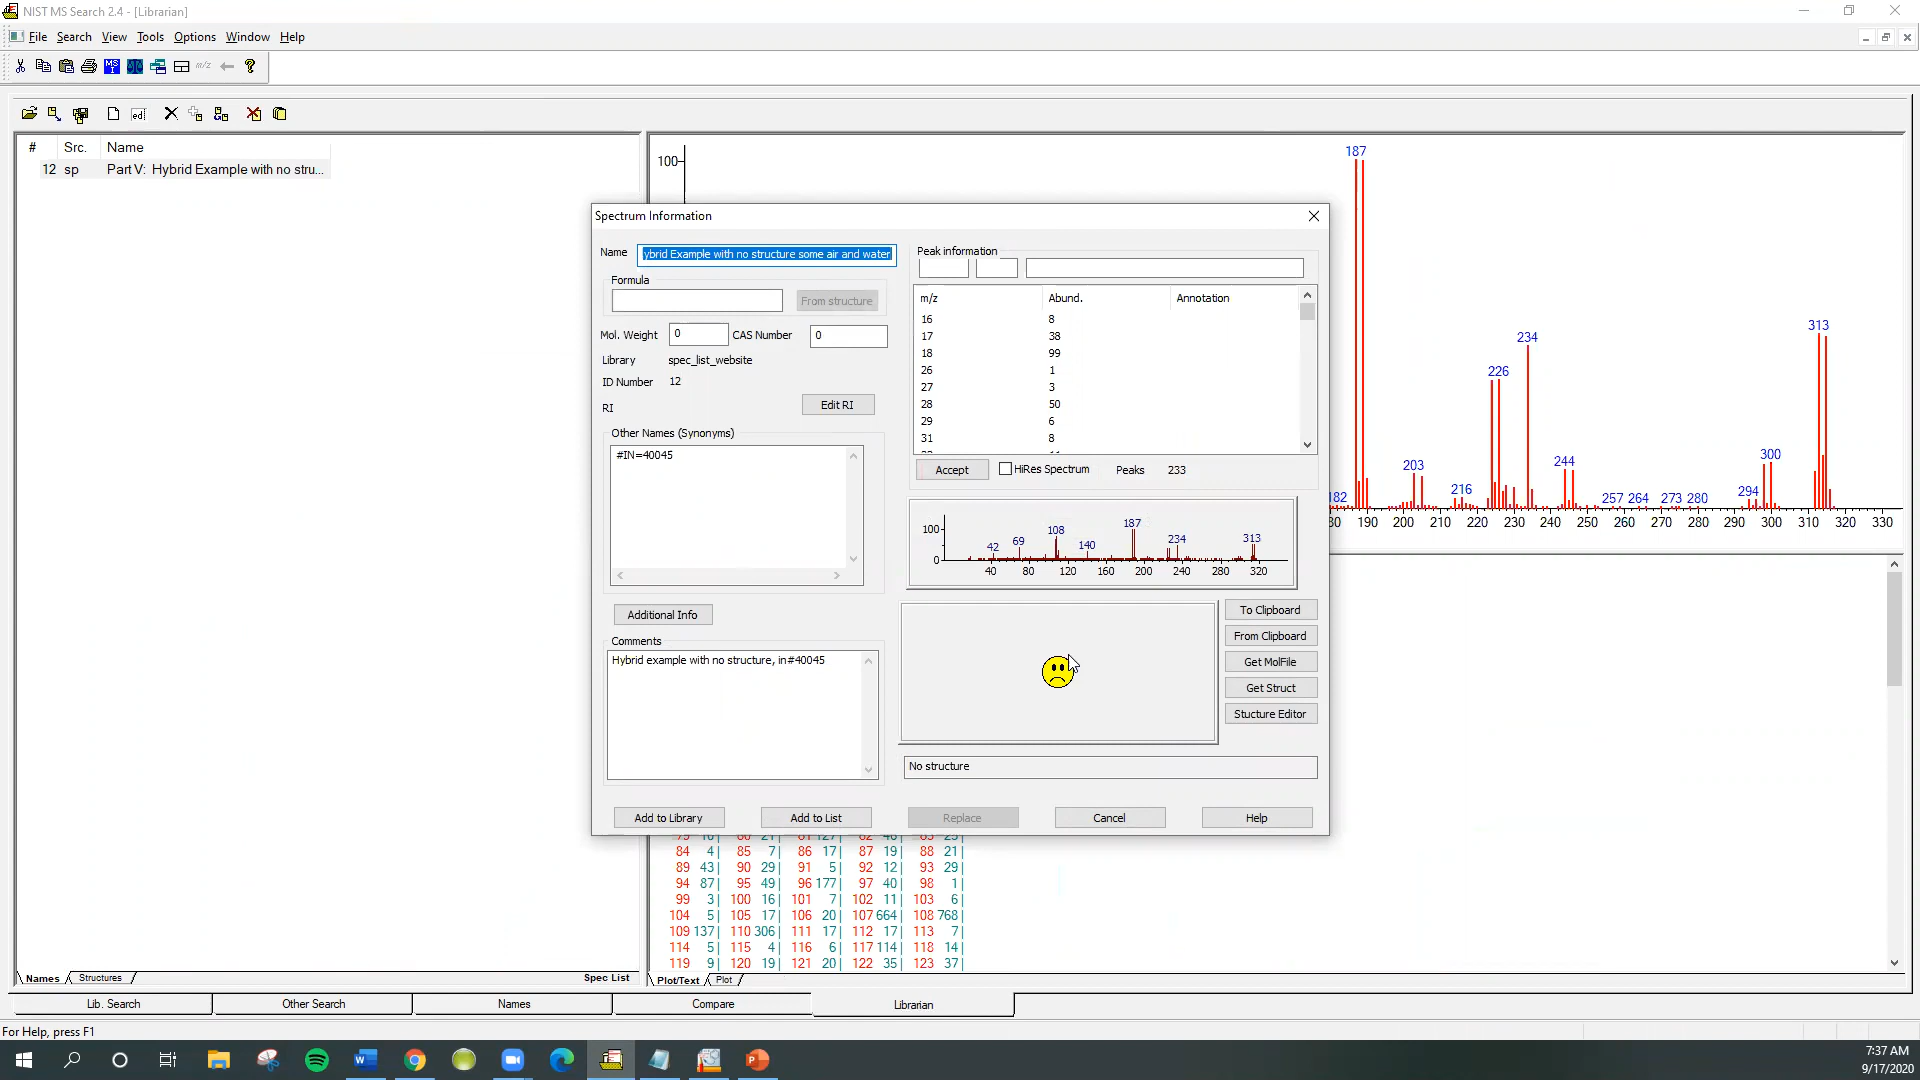 NIST MS Search 2.4 - [Librarian]
File Search View Tools Options Window Help
# Src. Name
12 sp Part V: Hybrid Example with no stru...
100
187
313
234
226
203
244
300
216
294
182
257 264 273 280
190 200 210 220 230 240 250 260 270 280 290 300 310 320 330
Spectrum Information
Name ybrid Example with no structure some air and water
Formula
From structure
Mol. Weight 0 CAS Number 0
Library spec_list_website
ID Number 12
RI Edit RI
Other Names (Synonyms)
#IN=40045
Additional Info
Comments
Hybrid example with no structure, in#40045
Peak information
m/z Abund. Annotation
16 8
17 38
18 99
26 1
27 3
28 50
29 6
31 8
Accept HiRes Spectrum Peaks 233
100
0
42 69 108 140 187 234 313
40 80 120 160 200 240 280 320
To Clipboard
From Clipboard
Get MolFile
Get Struct
Stucture Editor
No structure
Add to Library Add to List Replace Cancel Help
84 4| 85 7| 86 17| 87 19| 88 21|
89 43| 90 29| 91 5| 92 12| 93 29|
94 87| 95 49| 96 177| 97 40| 98 1|
99 3| 100 16| 101 7| 102 11| 103 6|
104 5| 105 17| 106 20| 107 664| 108 768|
109 137| 110 306| 111 17| 112 17| 113 7|
114 5| 115 4| 116 6| 117 114| 118 14|
119 9| 120 19| 121 20| 122 35| 123 37|
Names Structures Spec List
Plot/Text Plot
Lib. Search Other Search Names Compare Librarian
For Help, press F1
7:37 AM
9/17/2020